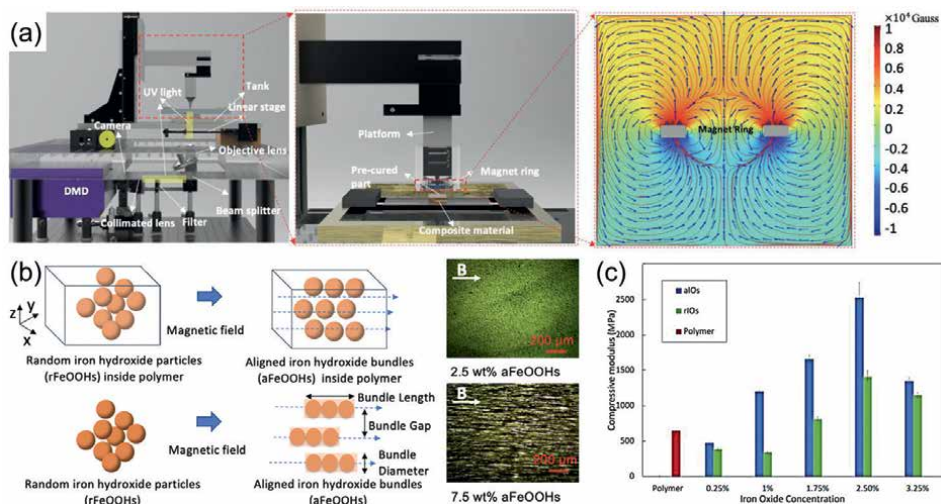 (a)
UV light
Tank
Linear stage
Camera
Objective lens
DMD
Collimated lens
Filter
Beam splitter
Platform
Pre-cured
part
Magnet ring
Composite material
Magnet Ring
×10⁴ Gauss
1
0.8
0.6
0.4
0.2
0
-0.2
-0.4
-0.6
-0.8
-1
(b)
Z
y
x
Magnetic field
Random iron hydroxide particles
(rFeOOHs) inside polymer
Aligned iron hydroxide bundles
(aFeOOHs) inside polymer
B
200 μm
2.5 wt% aFeOOHs
Magnetic field
Bundle Length
Bundle Gap
Bundle
Diameter
Random iron hydroxide particles
(rFeOOHs)
Aligned iron hydroxide bundles
(aFeOOHs)
B
200 μm
7.5 wt% aFeOOHs
(c)
Compressive modulus (MPa)
2500
2000
1500
1000
500
0
aIOs
rIOs
Polymer
Polymer 0.25% 1% 1.75% 2.50% 3.25%
Iron Oxide Concentration